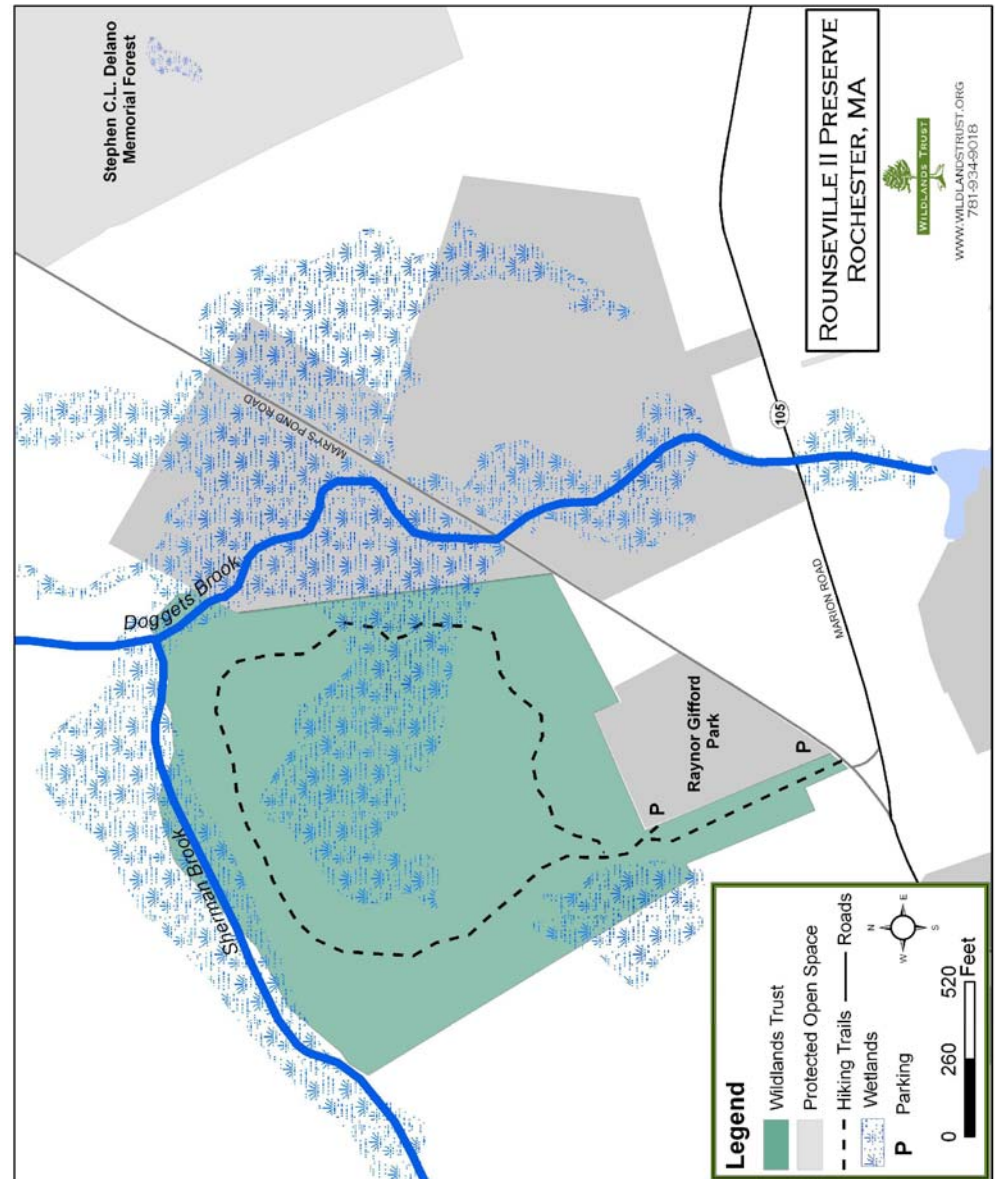 Stephen C.L. Delano
Memorial Forest
MARY'S POND ROAD
Doggets Brook
Sherman Brook
Raynor Gifford
Park
P
P
105
MARION ROAD
ROUNSEVILLE II PRESERVE
ROCHESTER, MA
WILDLANDS TRUST
WWW.WILDLANDSTRUST.ORG
781-934-9018
Legend
Wildlands Trust
Protected Open Space
Hiking Trails
Roads
Wetlands
P Parking
N
W E
S
0 260 520
Feet